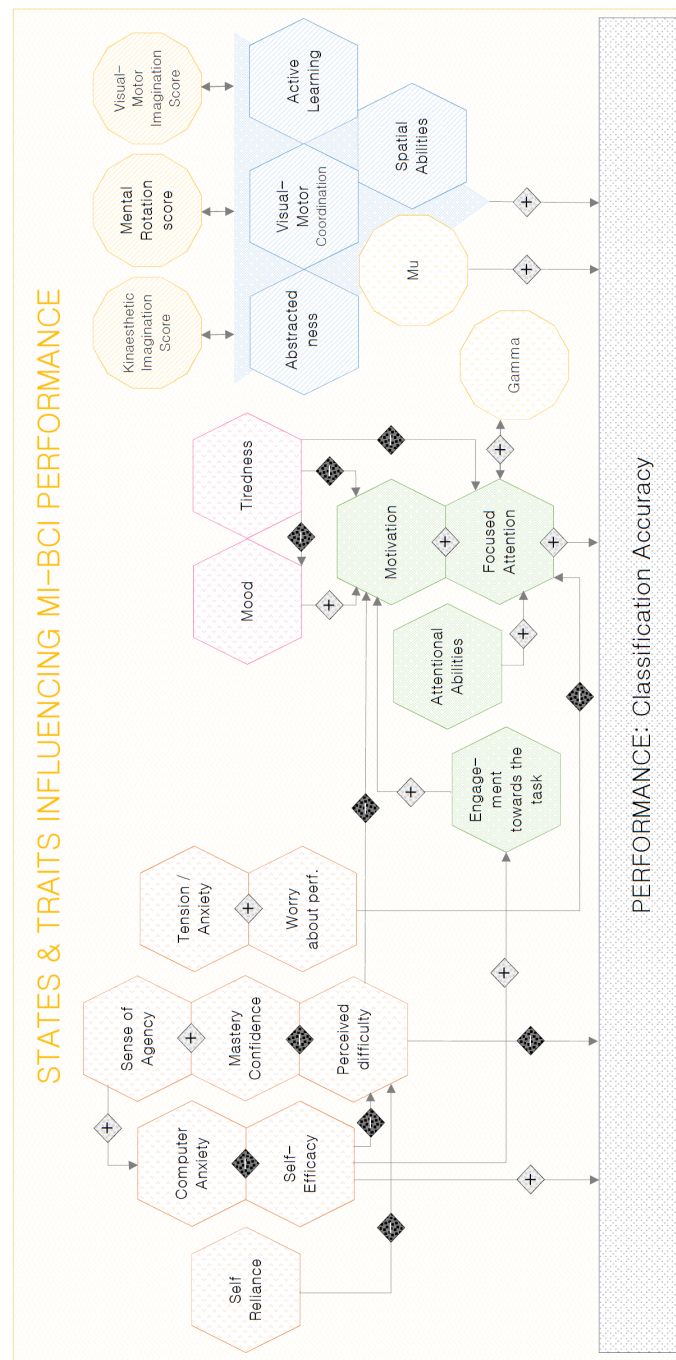 STATES & TRAITS INFLUENCING MI-BCI PERFORMANCE
Self
Reliance
Computer
Anxiety
Self-
Efficacy
Sense of
Agency
Mastery
Confidence
Perceived
difficulty
Tension /
Anxiety
Worry
about perf.
Engage-
ment
towards the
task
Attentional
Abilities
Mood
Tiredness
Motivation
Focused
Attention
Gamma
Mu
Kinaesthetic
Imagination
Score
Mental
Rotation
score
Visual-
Motor
Imagination
Score
Abstracted
ness
Visual-
Motor
Coordination
Active
Learning
Spatial
Abilities
+
-
+
-
-
-
+
+
-
+
-
-
+
-
+
+
-
-
+
+
+
+
+
+
PERFORMANCE: Classification Accuracy